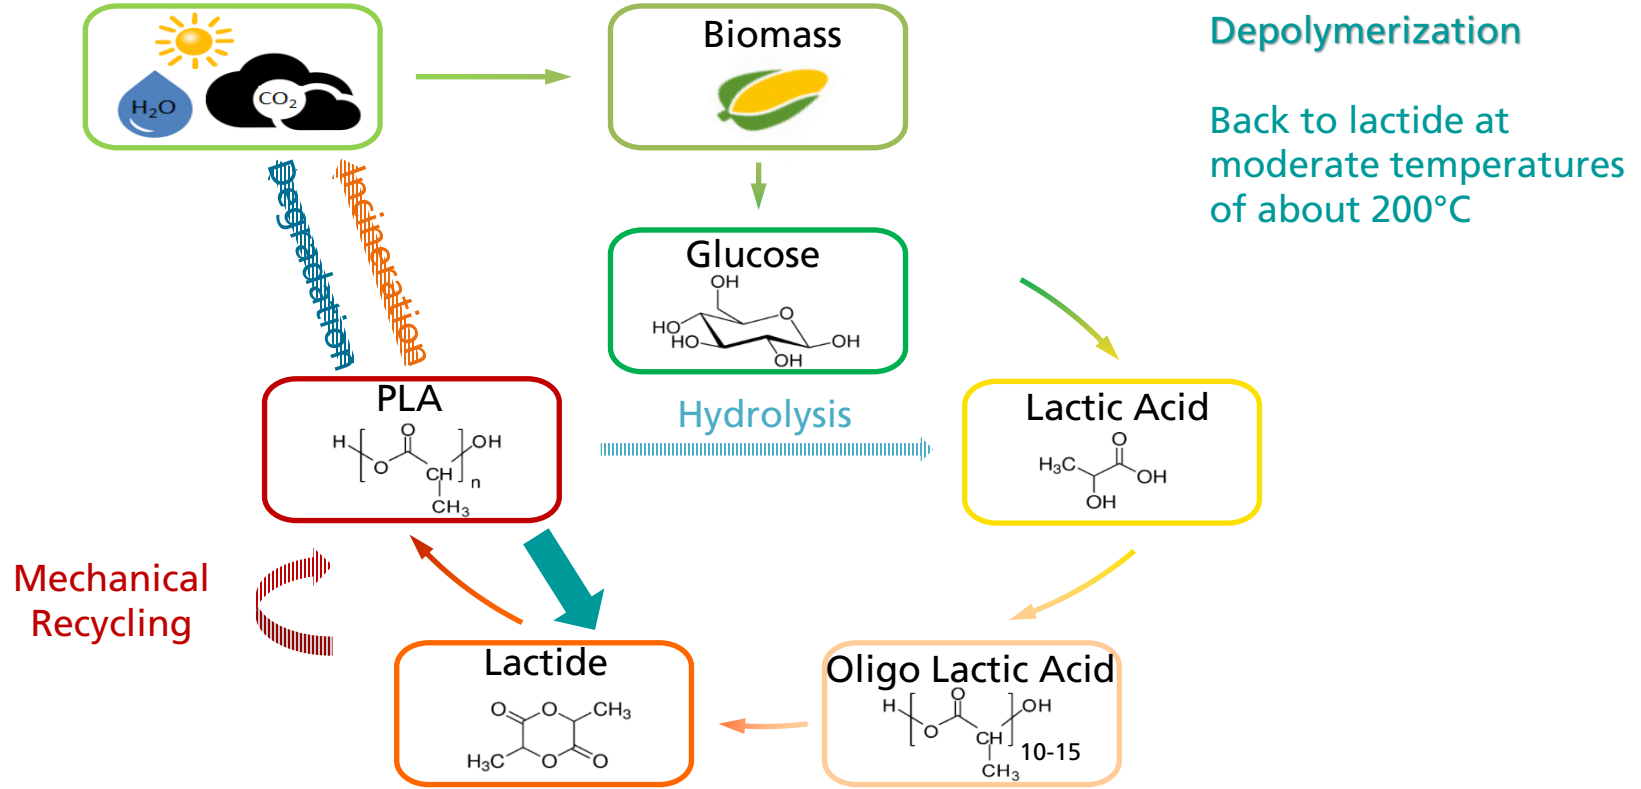 H₂O
CO₂
Biomass
Depolymerization
Back to lactide at
moderate temperatures
of about 200°C
Degradation
Incineration
Glucose
OH
HO
HO
O
OH
OH
PLA
H
O
O
CH
CH₃
n
OH
Hydrolysis
Lactic Acid
H₃C
O
OH
OH
Mechanical
Recycling
Lactide
O
O
CH₃
H₃C
O
O
Oligo Lactic Acid
H
O
O
CH
CH₃
OH
10-15